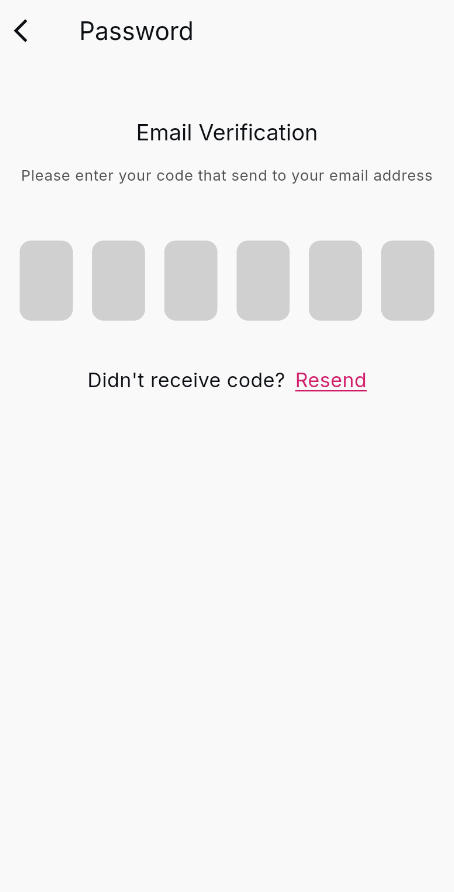 Password
Email Verification
Please enter your code that send to your email address
Didn't receive code? Resend